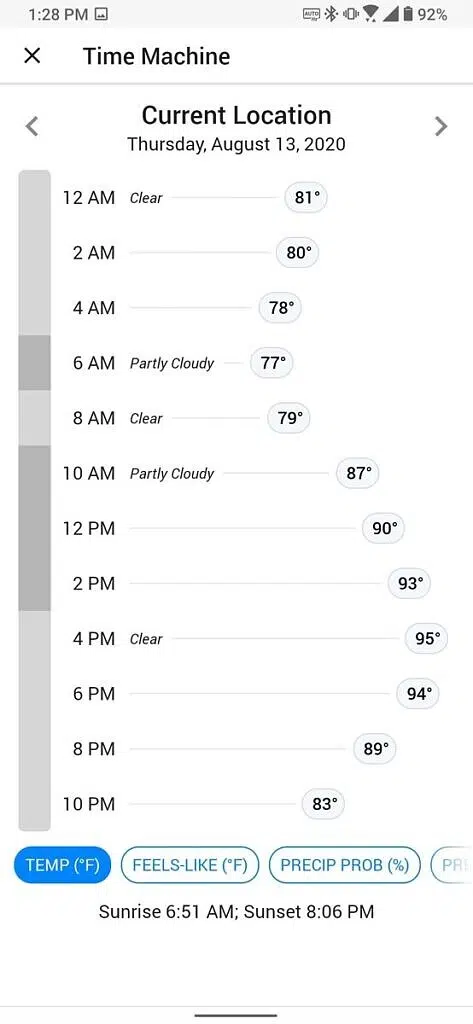 1:28 PM AUTO 92%
Time Machine
Current Location
Thursday, August 13, 2020
12 AM Clear 81°
2 AM 80°
4 AM 78°
6 AM Partly Cloudy 77°
8 AM Clear 79°
10 AM Partly Cloudy 87°
12 PM 90°
2 PM 93°
4 PM Clear 95°
6 PM 94°
8 PM 89°
10 PM 83°
TEMP (°F) FEELS-LIKE (°F) PRECIP PROB (%)
Sunrise 6:51 AM; Sunset 8:06 PM